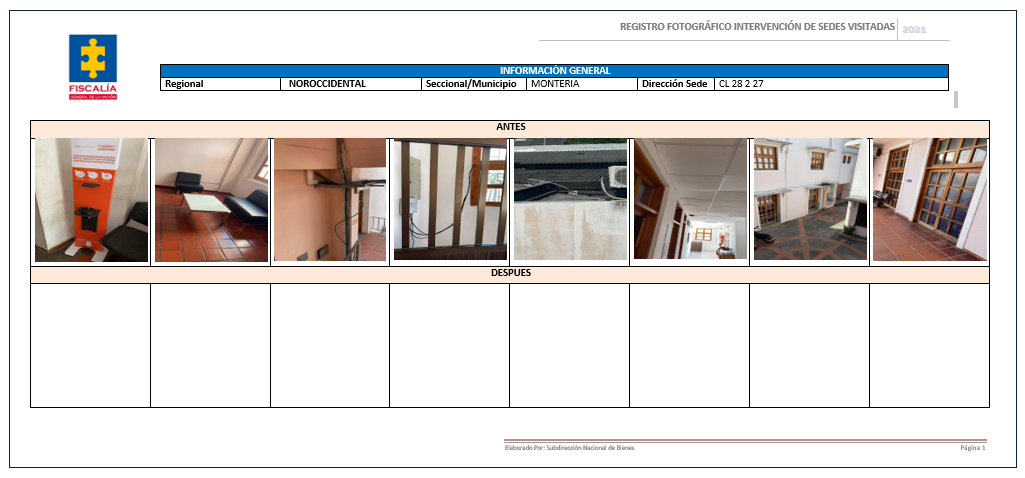 REGISTRO FOTOGRÁFICO INTERVENCIÓN DE SEDES VISITADAS 2021
FISCALÍA
GENERAL DE LA NACIÓN
INFORMACIÓN GENERAL
Regional NOROCCIDENTAL Seccional/Municipio MONTERIA Dirección Sede CL 28 2 27
ANTES
DESPUES
Elaborado Por: Subdirección Nacional de Bienes Página 1